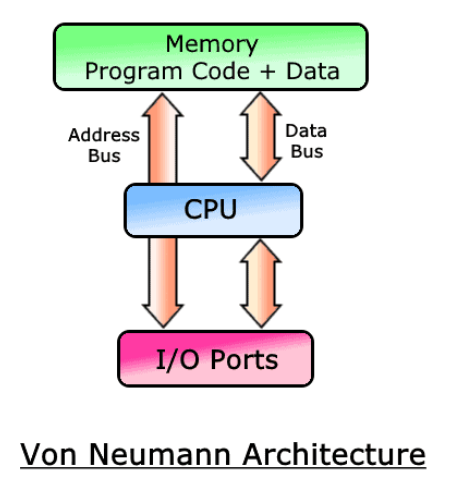 Memory
Program Code + Data
Address
Bus
Data
Bus
CPU
I/O Ports
Von Neumann Architecture